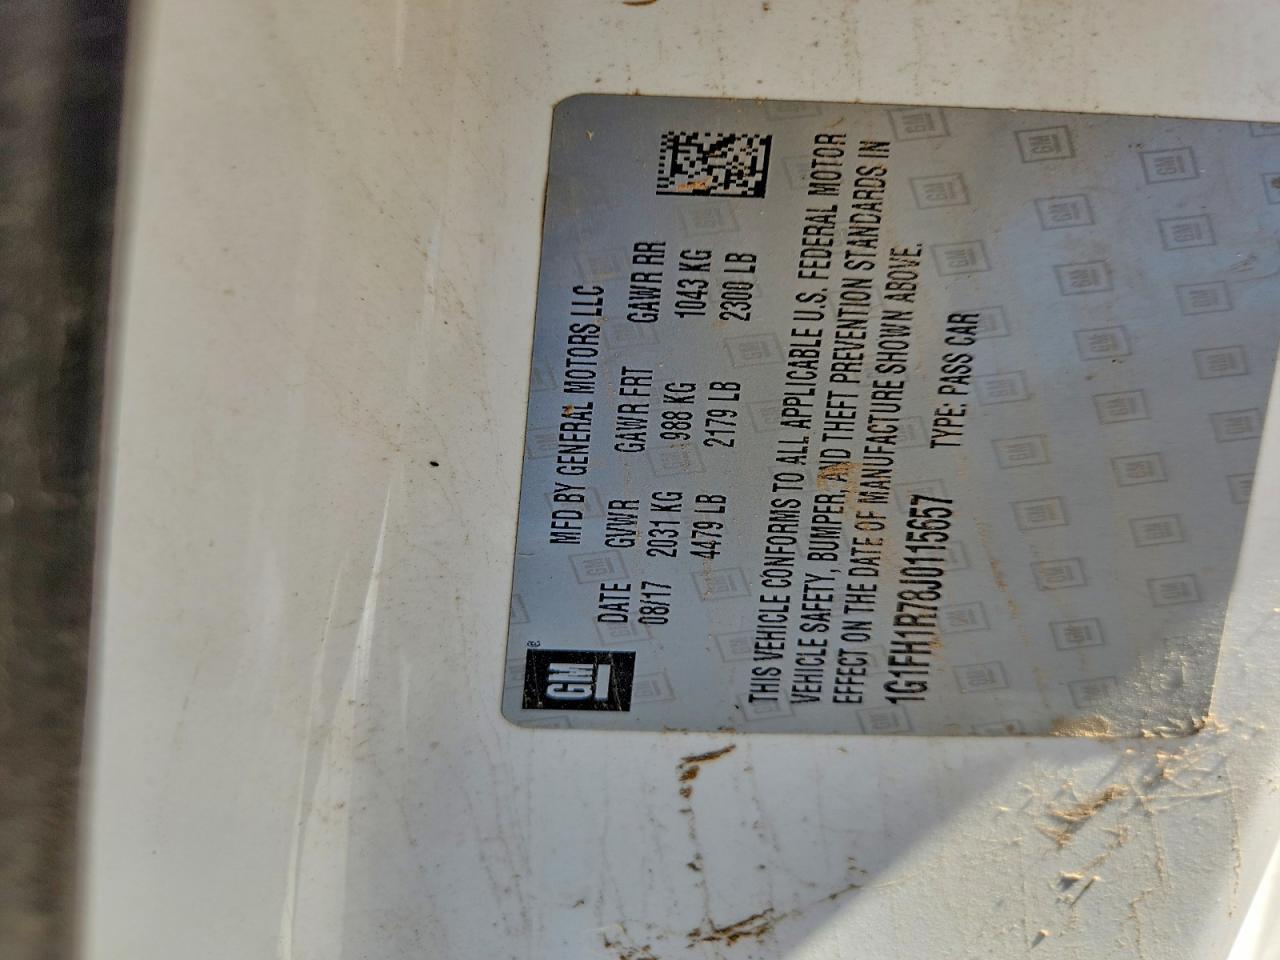 GM®
MFD BY GENERAL MOTORS LLC
DATE GVWR GAWR FRT GAWR RR
08/17 2031 KG 988 KG 1043 KG
4479 LB 2179 LB 2300 LB
THIS VEHICLE CONFORMS TO ALL APPLICABLE U.S. FEDERAL MOTOR
VEHICLE SAFETY, BUMPER, AND THEFT PREVENTION STANDARDS IN
EFFECT ON THE DATE OF MANUFACTURE SHOWN ABOVE.
1G1FH1R78J0115657 TYPE: PASS CAR